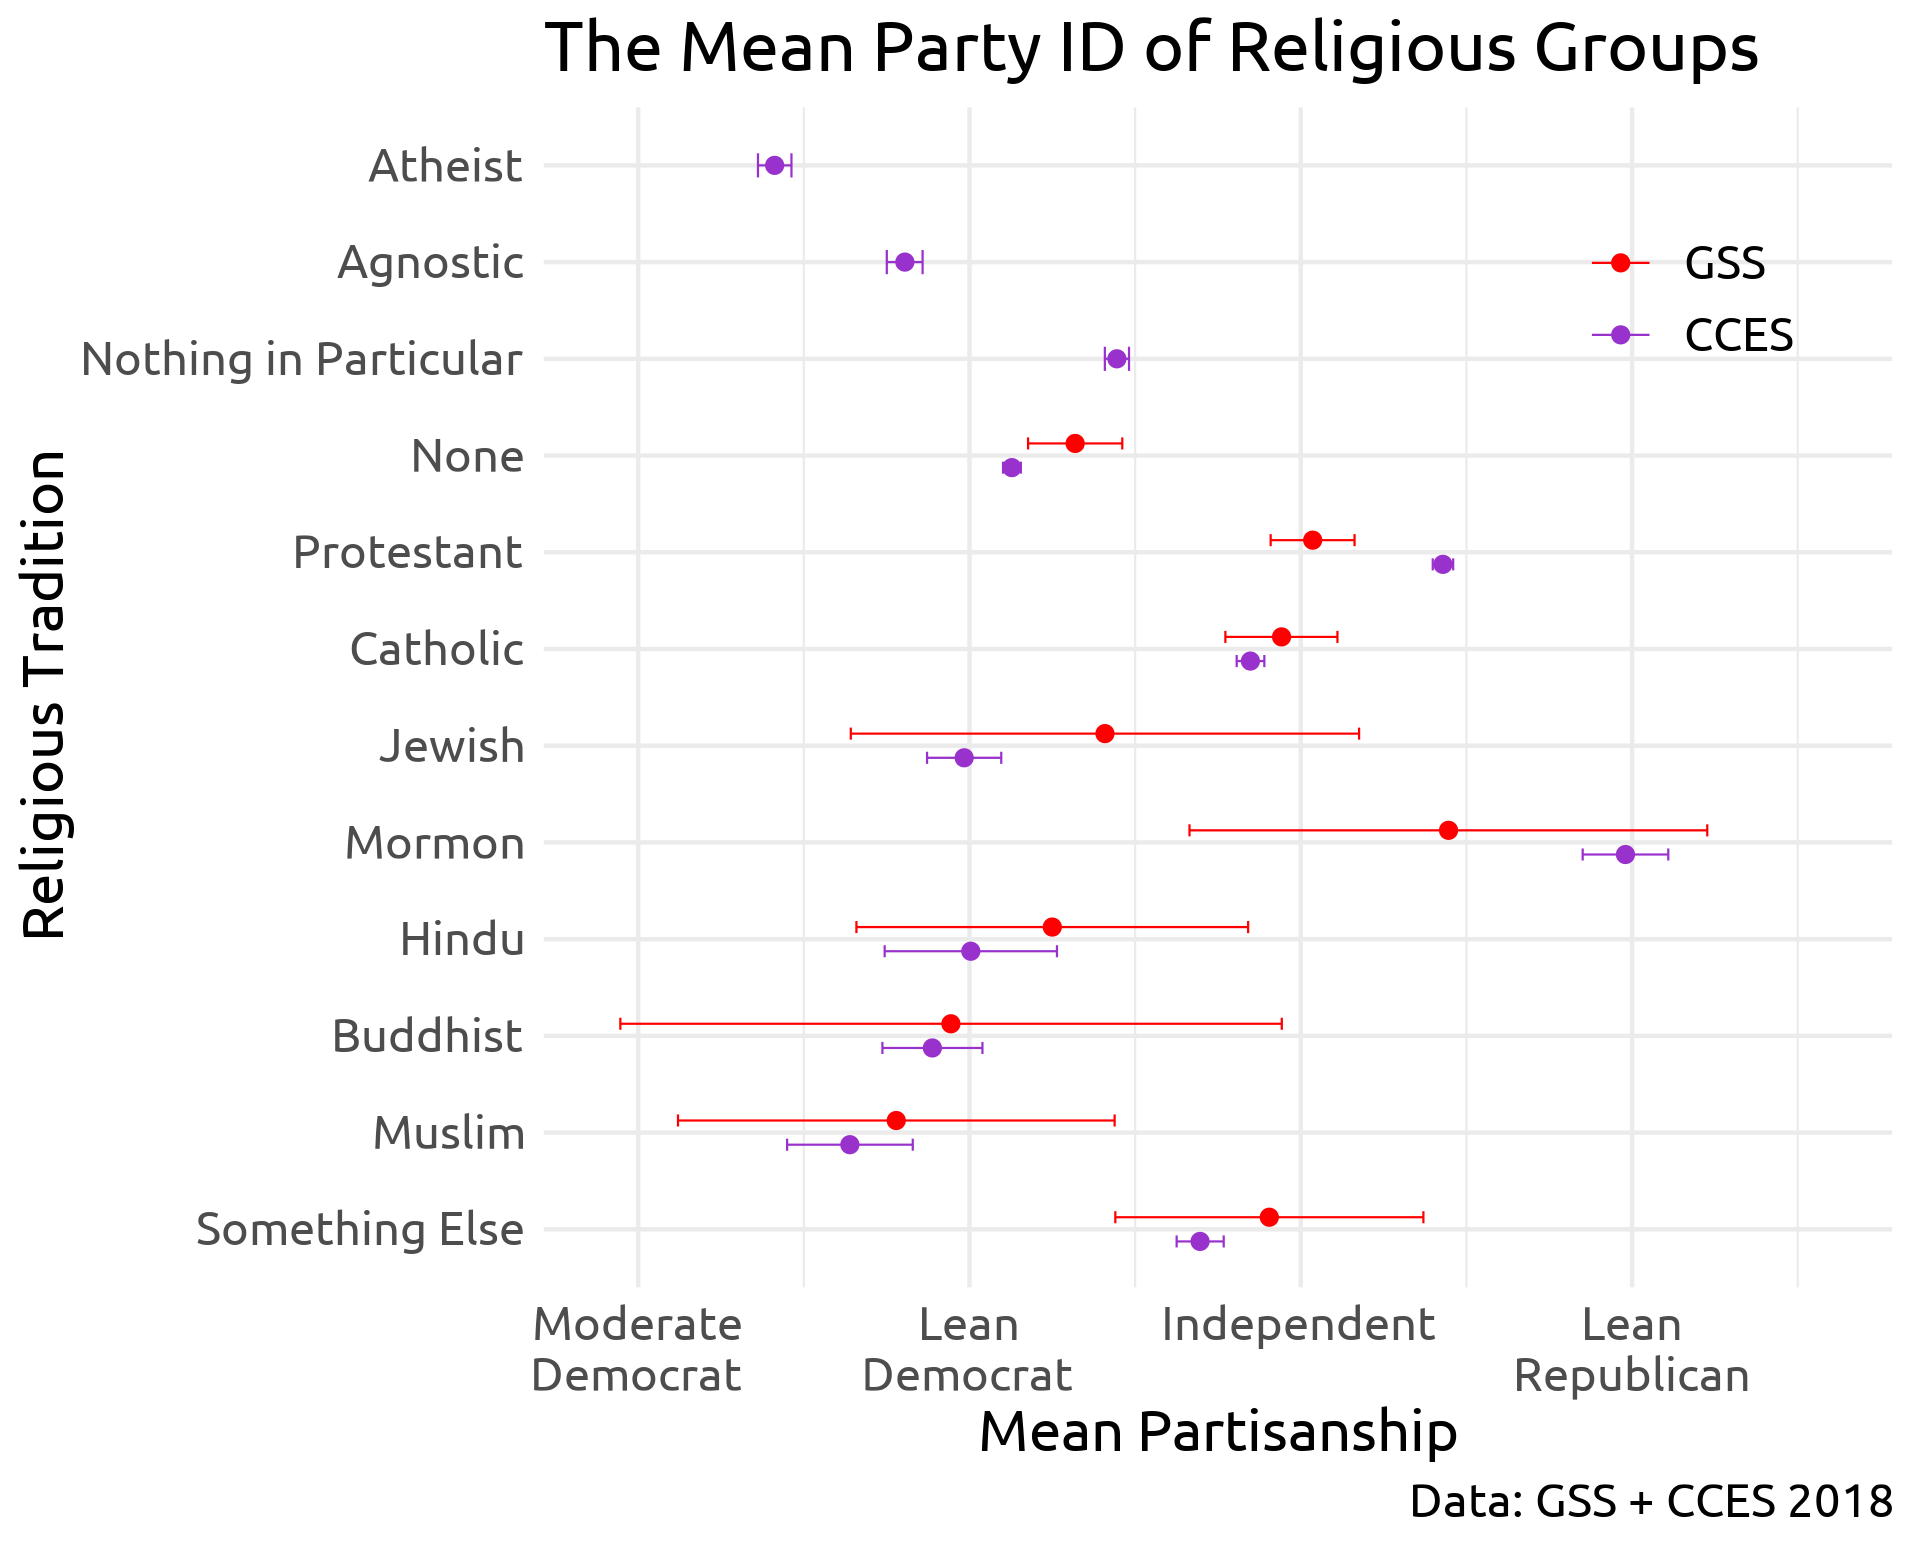 The Mean Party ID of Religious Groups
Atheist
Agnostic
Nothing in Particular
None
Protestant
Catholic
Jewish
Mormon
Hindu
Buddhist
Muslim
Something Else
Religious Tradition
GSS
CCES
Moderate
Democrat
Lean
Democrat
Independent
Lean
Republican
Mean Partisanship
Data: GSS + CCES 2018